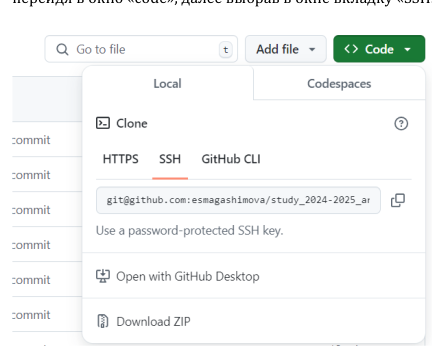 перейдя в окно «code», далее выбрав в окне вкладку «ssh
Go to file t Add file <> Code
Local Codespaces
Clone
commit
HTTPS SSH GitHub CLI
commit
git@github.com:esmagashimova/study_2024-2025_ar
commit
Use a password-protected SSH key.
commit
Open with GitHub Desktop
commit
commit
Download ZIP